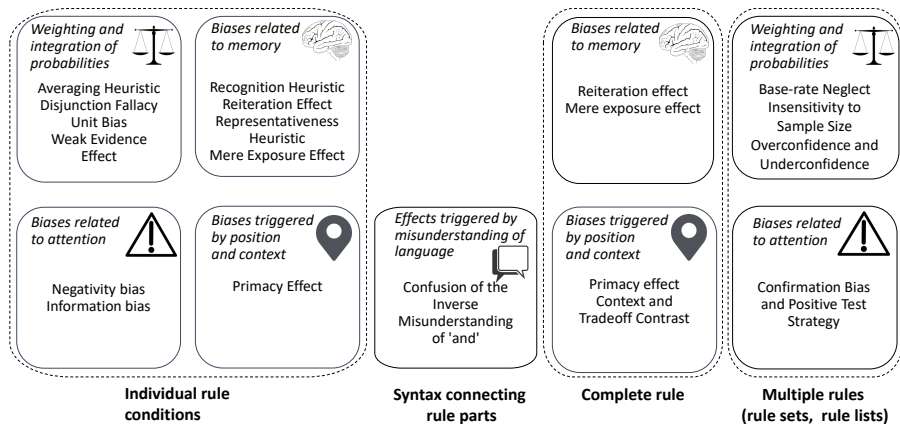 Weighting and
integration of
probabilities
Averaging Heuristic
Disjunction Fallacy
Unit Bias
Weak Evidence
Effect
Biases related
to memory
Recognition Heuristic
Reiteration Effect
Representativeness
Heuristic
Mere Exposure Effect
Biases related
to memory
Reiteration effect
Mere exposure effect
Weighting and
integration of
probabilities
Base-rate Neglect
Insensitivity to
Sample Size
Overconfidence and
Underconfidence
Biases related
to attention
Negativity bias
Information bias
Biases triggered
by position
and context
Primacy Effect
Effects triggered by
misunderstanding of
language
Confusion of the
Inverse
Misunderstanding
of 'and'
Biases triggered
by position
and context
Primacy effect
Context and
Tradeoff Contrast
Biases related
to attention
Confirmation Bias
and Positive Test
Strategy
Individual rule
conditions
Syntax connecting
rule parts
Complete rule
Multiple rules
(rule sets, rule lists)